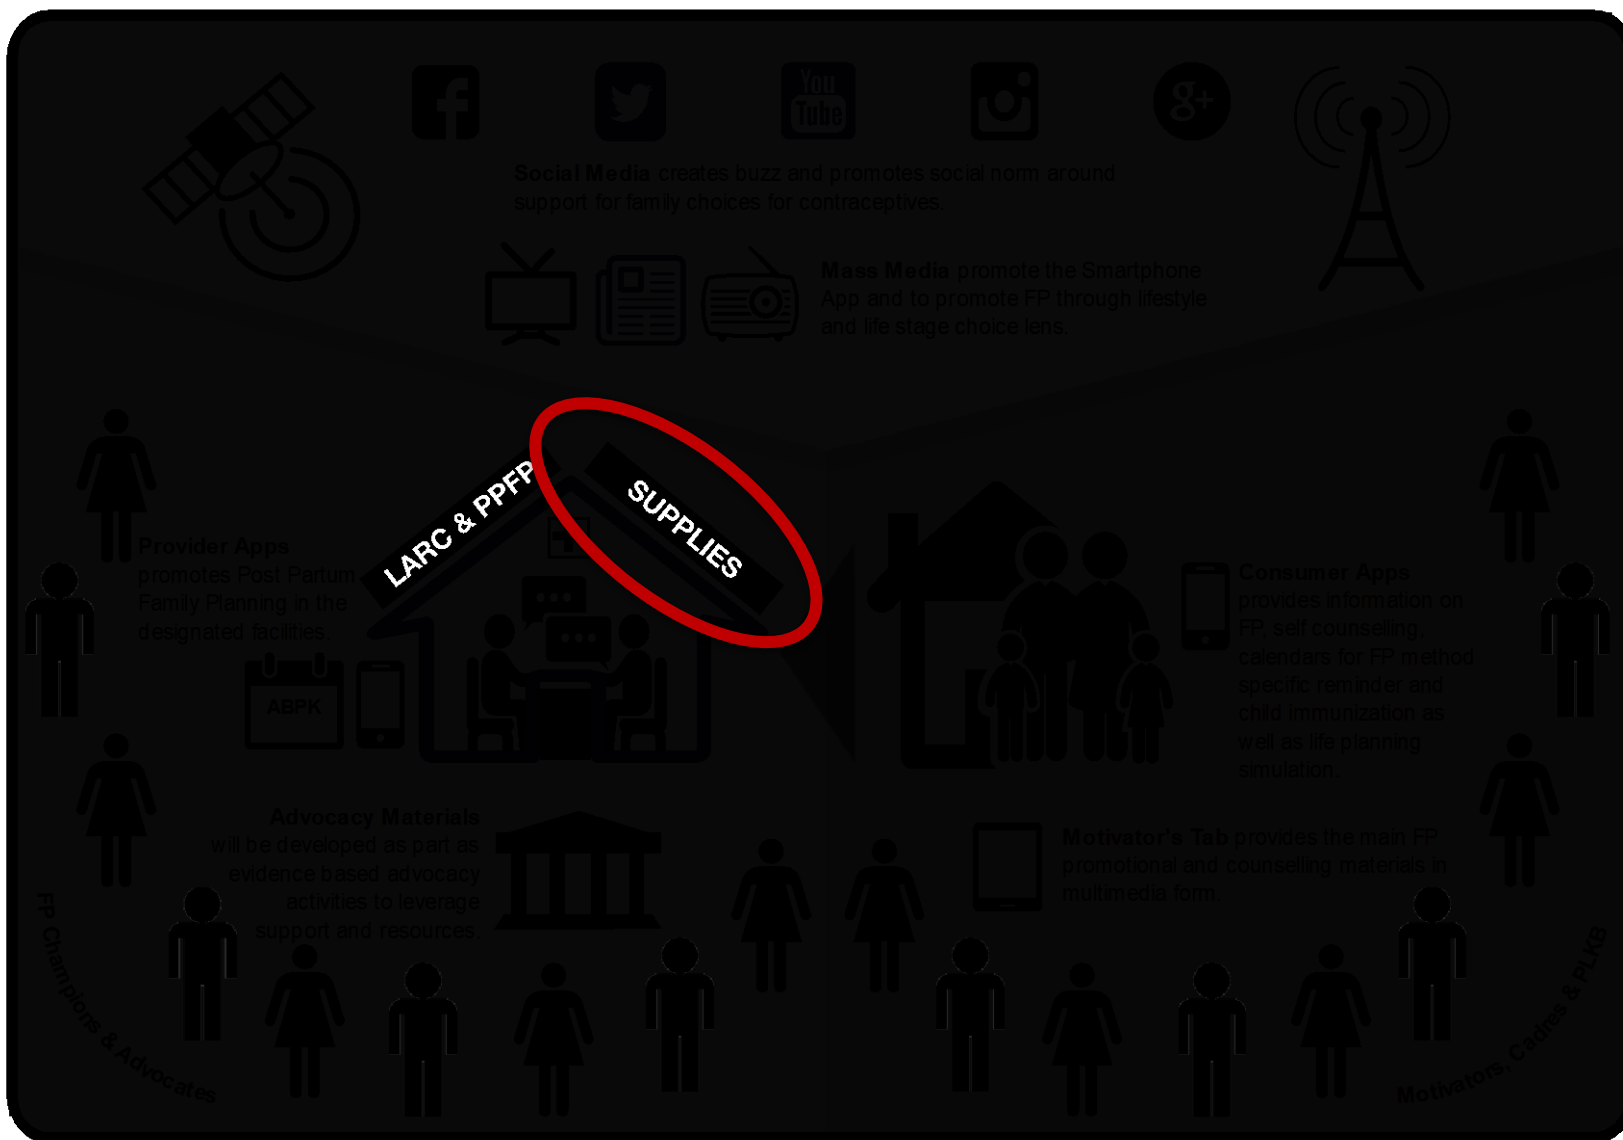 You
Tube
g+
Social Media creates buzz and promotes social norm around
support for family choices for contraceptives.
Mass Media promote the Smartphone
App and to promote FP through lifestyle
and life stage choice lens.
LARC & PPFP
SUPPLIES
Provider Apps
promotes Post Partum
Family Planning in the
designated facilities.
ABPK
Consumer Apps
provides information on
FP, self counselling,
calendars for FP method
specific reminder and
child immunization as
well as life planning
simulation.
Advocacy Materials
will be developed as part as
evidence based advocacy
activities to leverage
support and resources.
Motivator's Tab provides the main FP
promotional and counselling materials in
multimedia form.
FP Champions & Advocates
Motivators, Cadres & PLKB